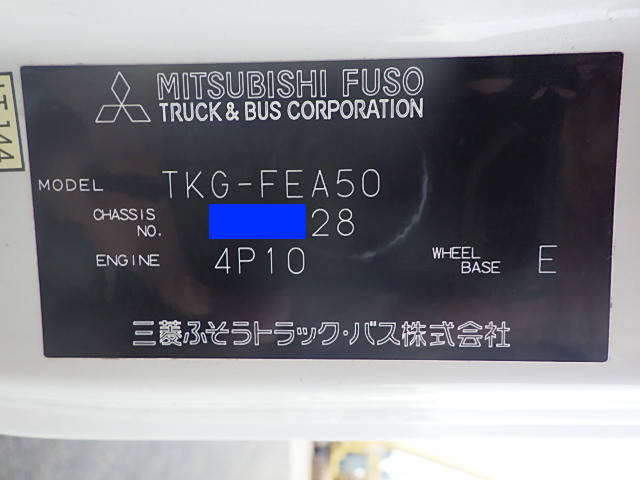 MITSUBISHI FUSO
TRUCK & BUS CORPORATION
MODEL TKG-FEA50
CHASSIS NO. 28
ENGINE 4P10 WHEEL BASE E
三菱ふそうトラック・バス株式会社